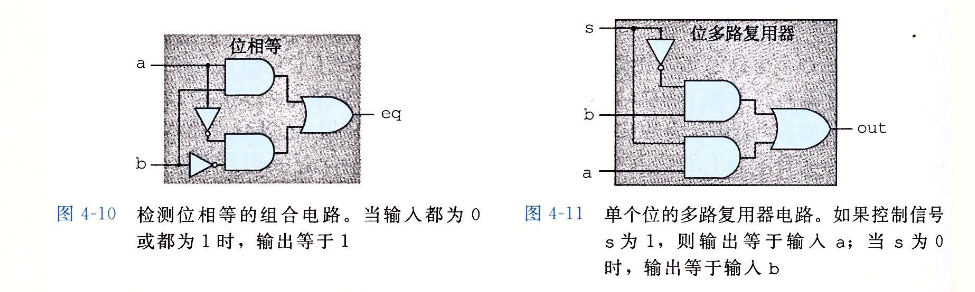 位相等
a
b
eq
图 4-10 检测位相等的组合电路。当输入都为 0
或都为 1 时，输出等于 1
位多路复用器
s
b
a
out
图 4-11 单个位的多路复用器电路。如果控制信号
s 为 1，则输出等于输入 a；当 s 为 0
时，输出等于输入 b